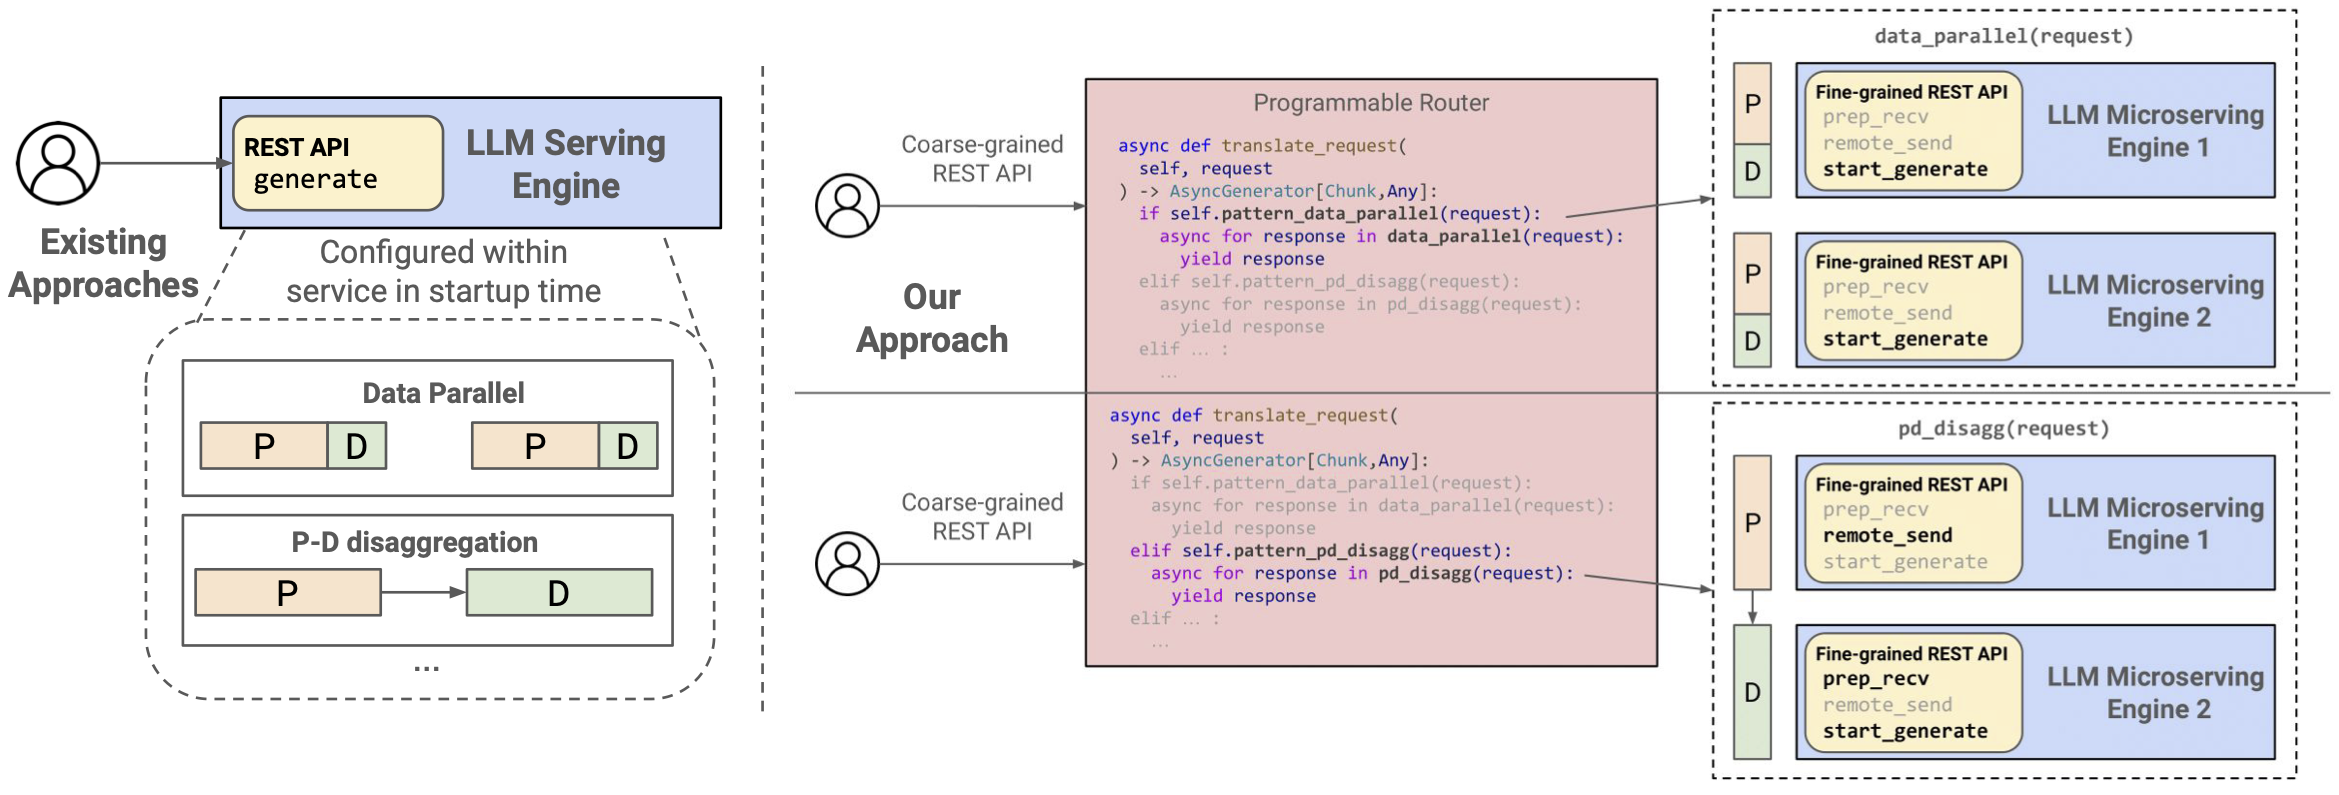 REST API
generate
LLM Serving
Engine
Existing
Approaches
Configured within
service in startup time
Data Parallel
P D P D
P-D disaggregation
P D
...
Our
Approach
Coarse-grained
REST API
Programmable Router
async def translate_request(
self, request
) -> AsyncGenerator[Chunk,Any]:
if self.pattern_data_parallel(request):
async for response in data_parallel(request):
yield response
elif self.pattern_pd_disagg(request):
async for response in pd_disagg(request):
yield response
elif ... :
...
data_parallel(request)
P
D
Fine-grained REST API
prep_recv
remote_send
start_generate
LLM Microserving
Engine 1
P
D
Fine-grained REST API
prep_recv
remote_send
start_generate
LLM Microserving
Engine 2
Coarse-grained
REST API
async def translate_request(
self, request
) -> AsyncGenerator[Chunk,Any]:
if self.pattern_data_parallel(request):
async for response in data_parallel(request):
yield response
elif self.pattern_pd_disagg(request):
async for response in pd_disagg(request):
yield response
elif ... :
...
pd_disagg(request)
P
Fine-grained REST API
prep_recv
remote_send
start_generate
LLM Microserving
Engine 1
D
Fine-grained REST API
prep_recv
remote_send
start_generate
LLM Microserving
Engine 2